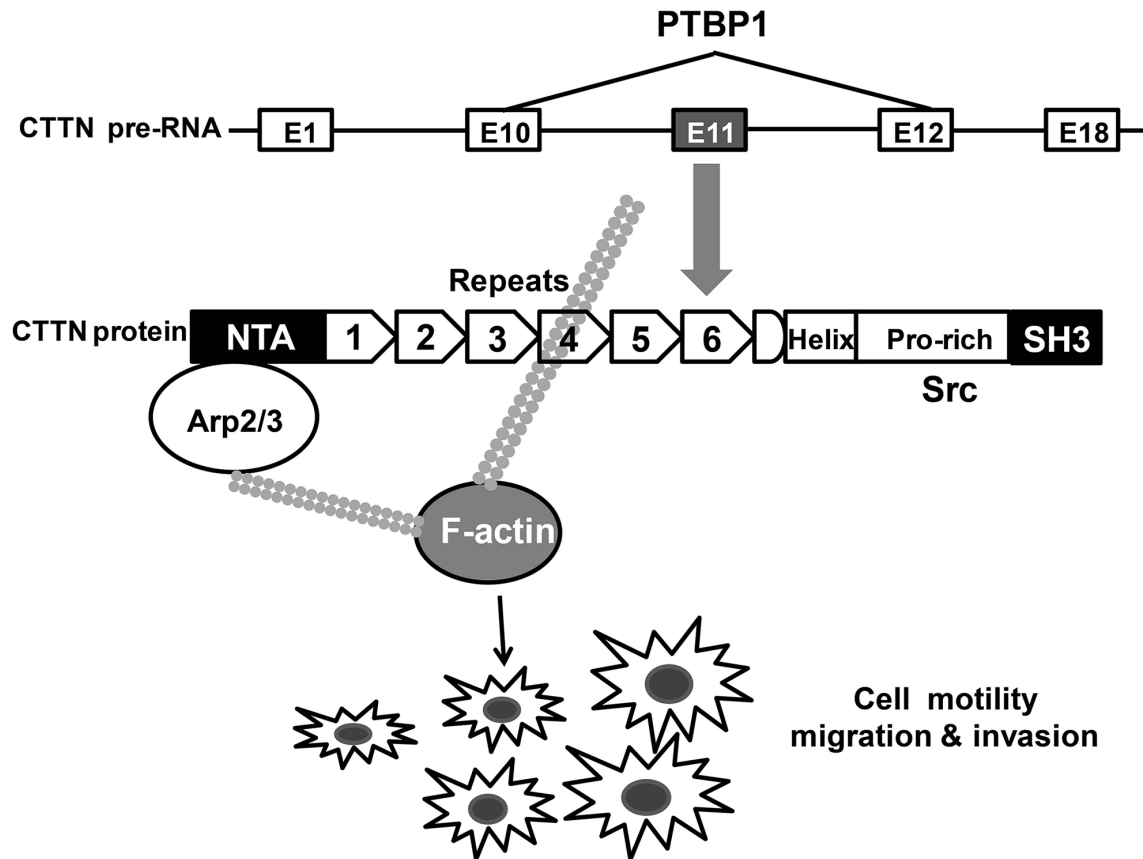 PTBP1
CTTN pre-RNA E1 E10 E11 E12 E18
Repeats
CTTN protein NTA 1 2 3 4 5 6 Helix Pro-rich SH3
Src
Arp2/3
F-actin
Cell motility
migration & invasion